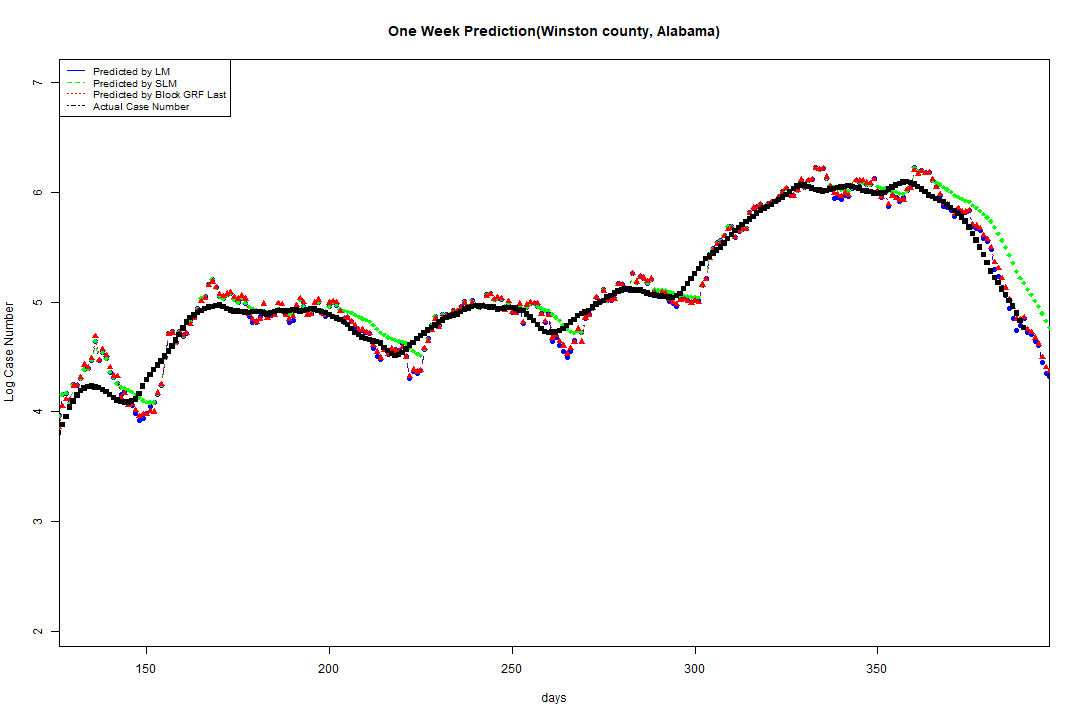 One Week Prediction(Winston county, Alabama)
Predicted by LM
Predicted by SLM
Predicted by Block GRF Last
Actual Case Number
7
6
5
4
3
2
Log Case Number
150
200
250
300
350
days